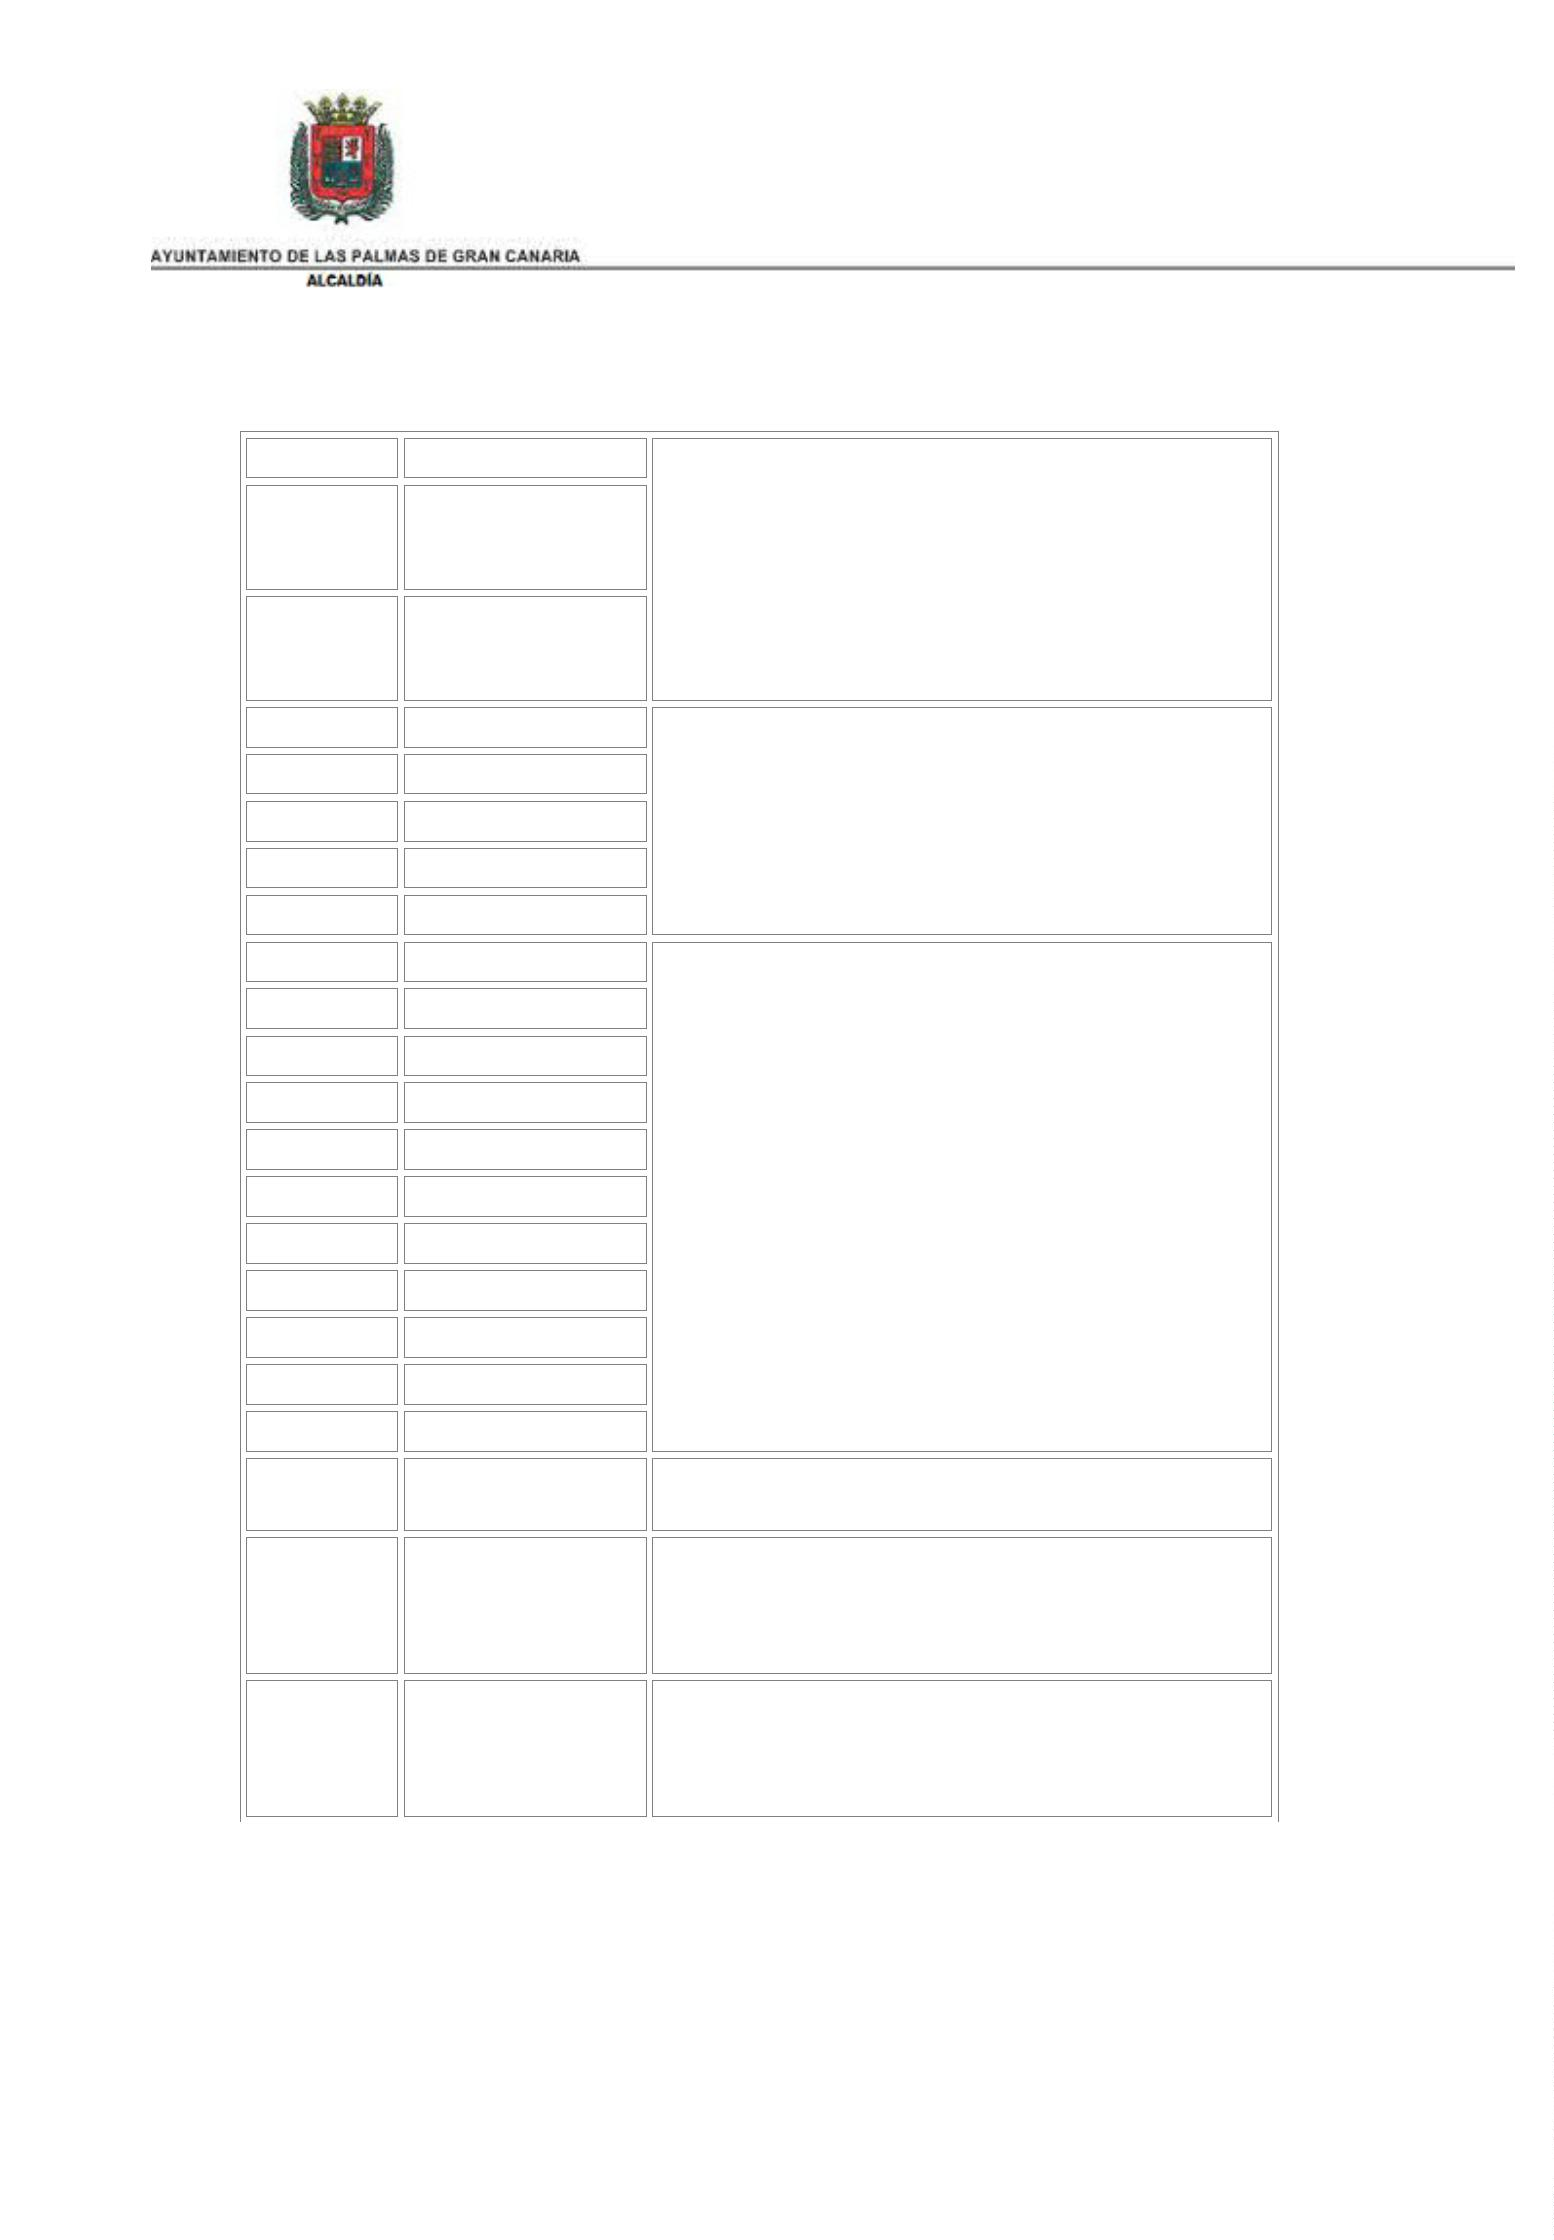 AYUNTAMIENTO DE LAS PALMAS DE GRAN CANARIA
ALCALDÍA